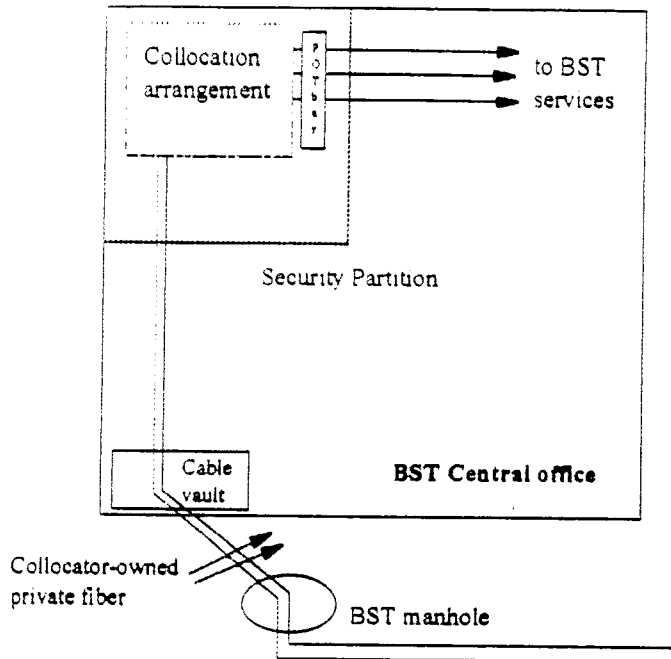 Collocation
arrangement
POT bay
to BST
services
Security Partition
Cable
vault
BST Central office
Collocator-owned
private fiber
BST manhole